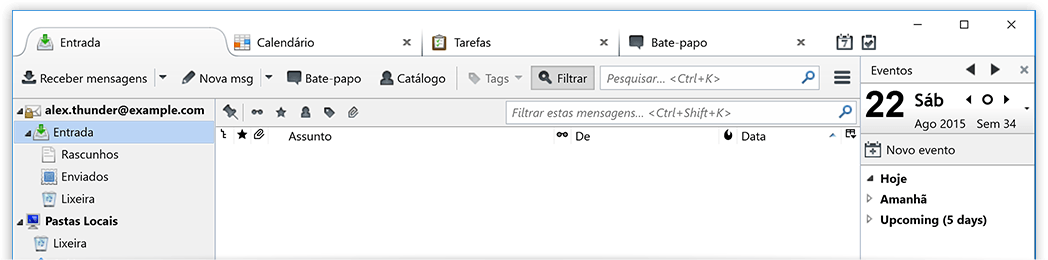 Entrada Calendário Tarefas Bate-papo 7
Receber mensagens Nova msg Bate-papo Catálogo Tags Filtrar Pesquisar... <Ctrl+K> Eventos
alex.thunder@example.com Filtrar estas mensagens... <Ctrl+Shift+K> 22 Sáb
Ago 2015 Sem 34
Entrada Assunto De Data
Rascunhos Novo evento
Enviados Hoje
Lixeira Amanhã
Pastas Locais Upcoming (5 days)
Lixeira